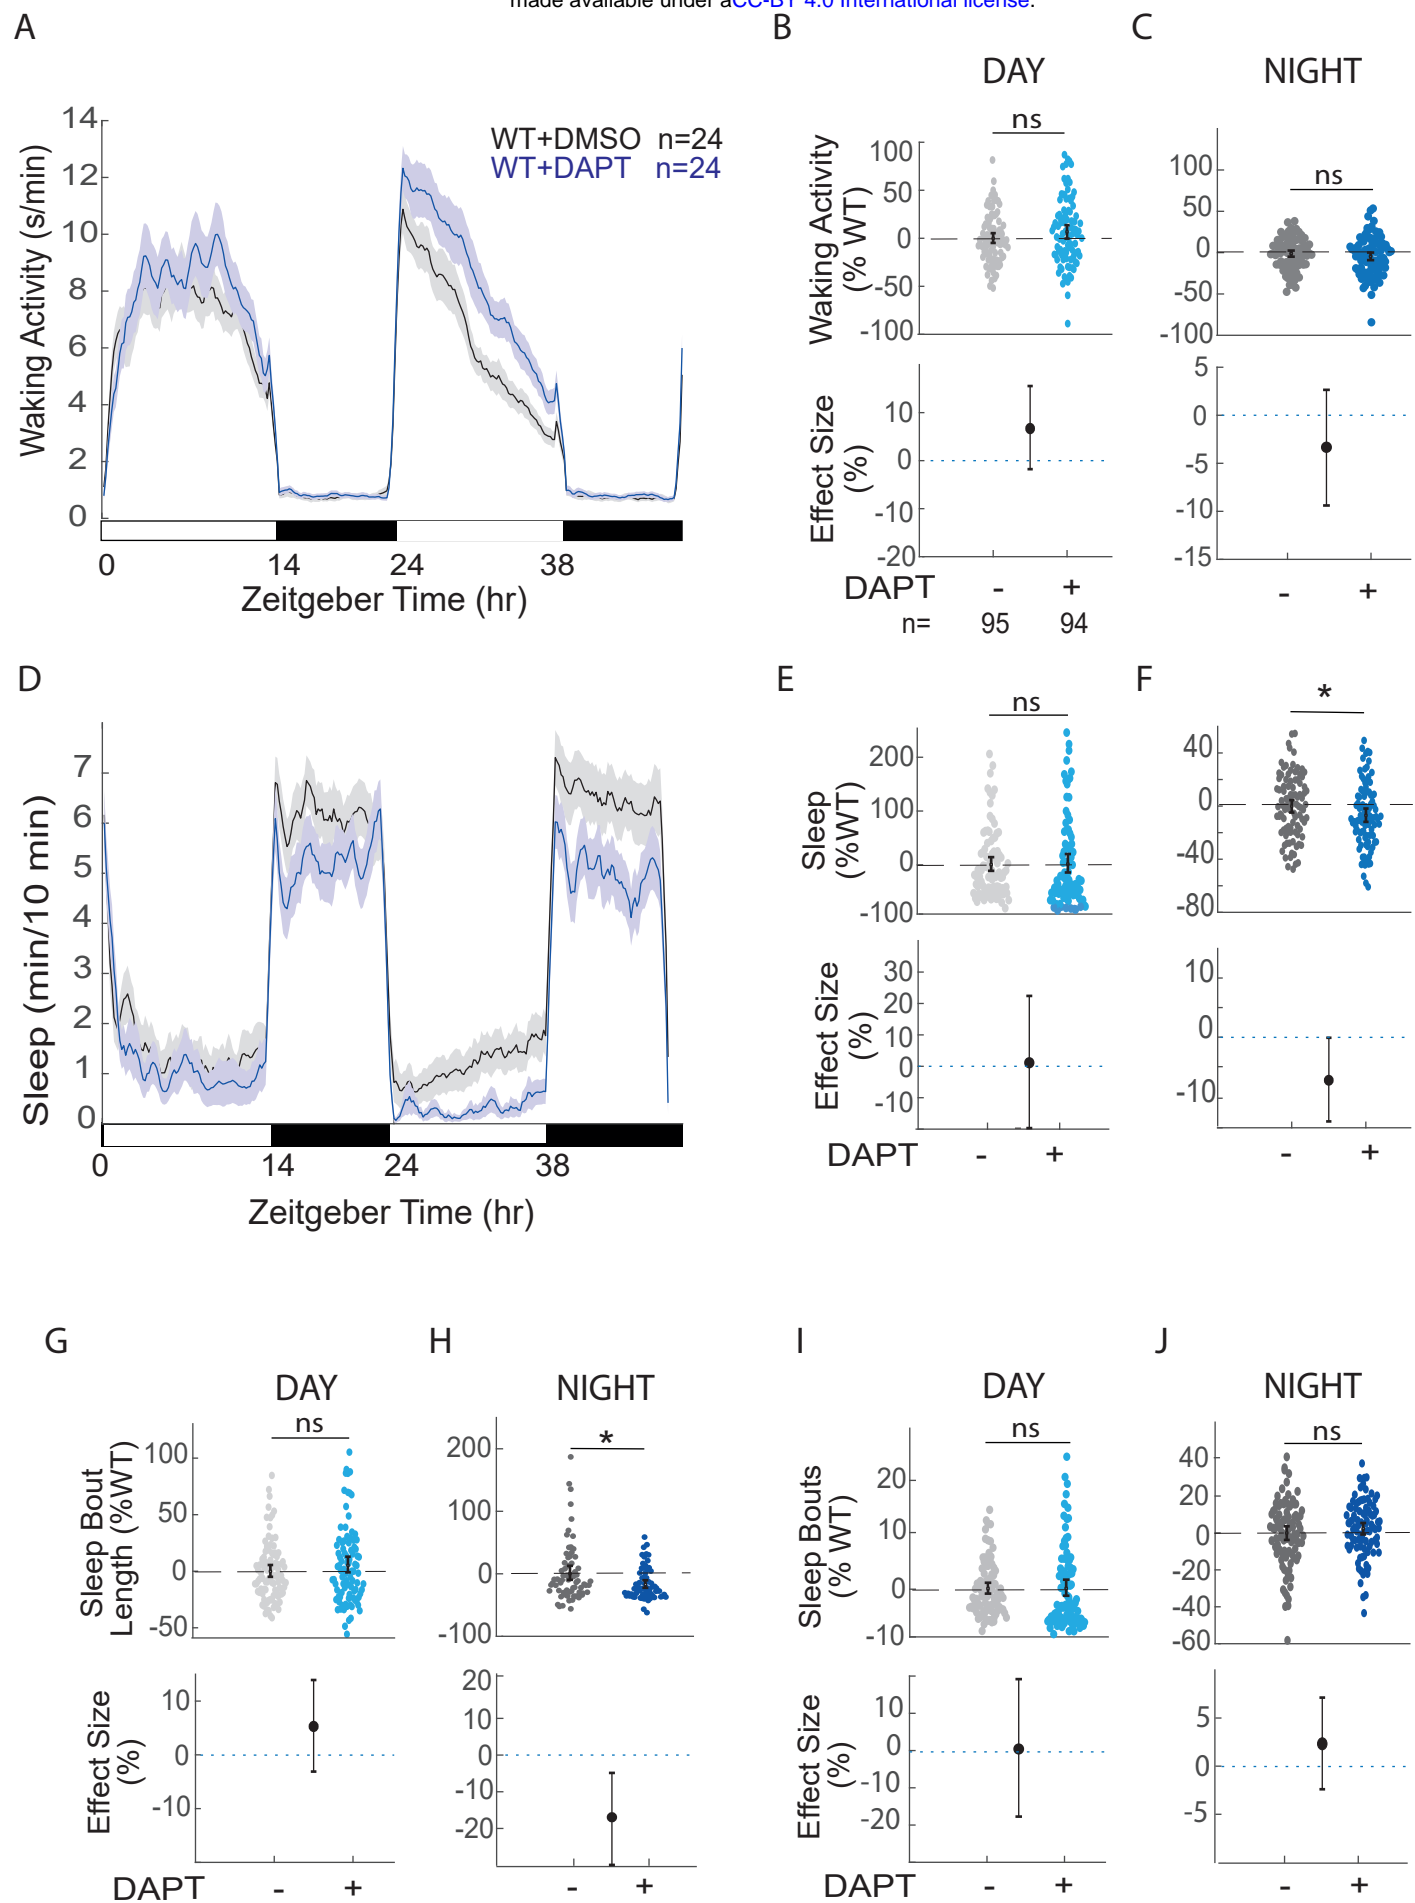 made available under aCC-BY 4.0 International license.
A
B
C
DAY
NIGHT
WT+DMSO n=24
WT+DAPT n=24
Waking Activity (s/min)
14
12
10
8
6
4
2
0
0 14 24 38
Zeitgeber Time (hr)
ns
Waking Activity
(% WT)
100
50
0
-50
-100
Effect Size
(%)
10
0
-10
-20
DAPT - +
n= 95 94
ns
100
50
0
-50
-100
5
0
-5
-10
-15
- +
D
E
F
Sleep (min/10 min)
7
6
5
4
3
2
1
0
0 14 24 38
Zeitgeber Time (hr)
ns
Sleep
(%WT)
200
100
0
-100
Effect Size
(%)
30
20
10
0
-10
DAPT - +
*
40
0
-40
-80
10
0
-10
- +
G
H
I
J
DAY
NIGHT
DAY
NIGHT
ns
Sleep Bout
Length (%WT)
100
50
0
-50
Effect Size
(%)
10
0
-10
DAPT - +
*
200
100
0
-100
20
10
0
-10
-20
- +
ns
Sleep Bouts
(% WT)
20
10
0
-10
Effect Size
(%)
10
0
-10
-20
DAPT - +
ns
40
20
0
-20
-40
-60
5
0
-5
- +